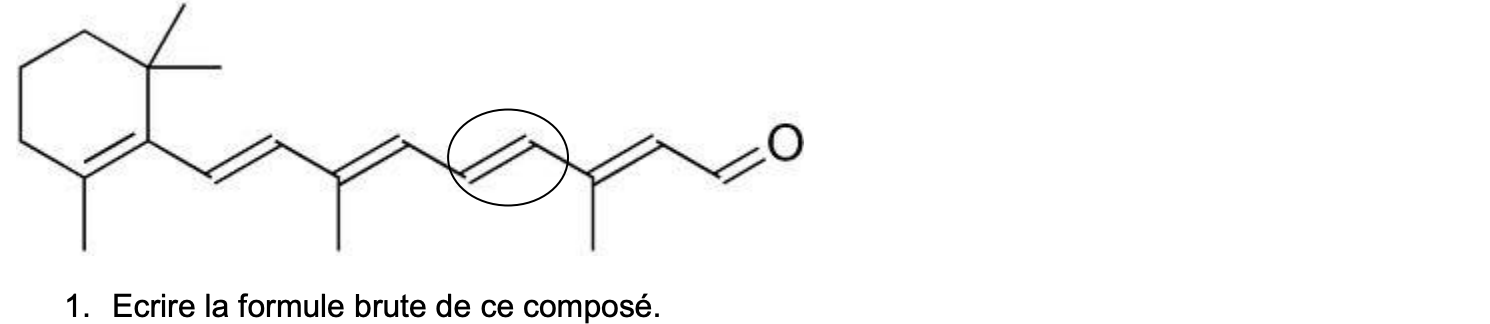 O
1. Ecrire la formule brute de ce composé.